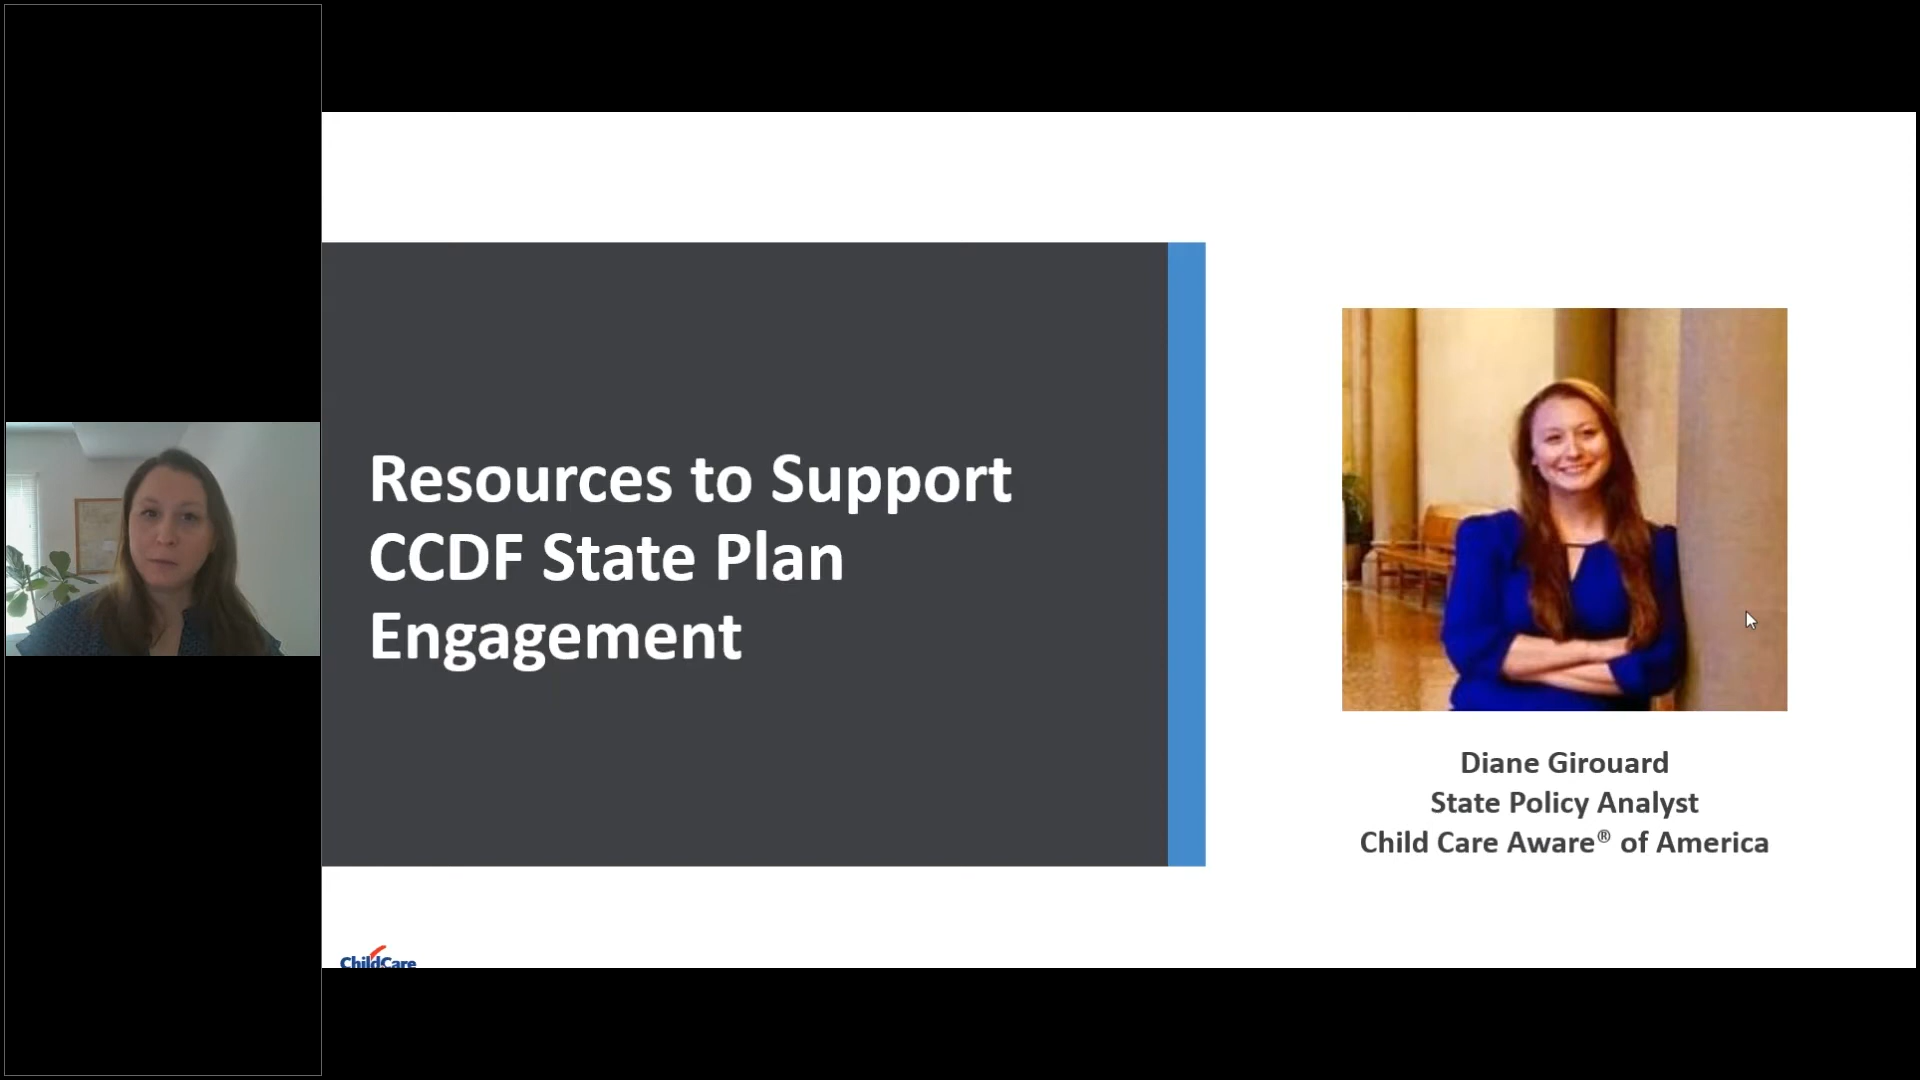 Resources to Support
CCDF State Plan
Engagement
Diane Girouard
State Policy Analyst
Child Care Aware® of America
ChildCare